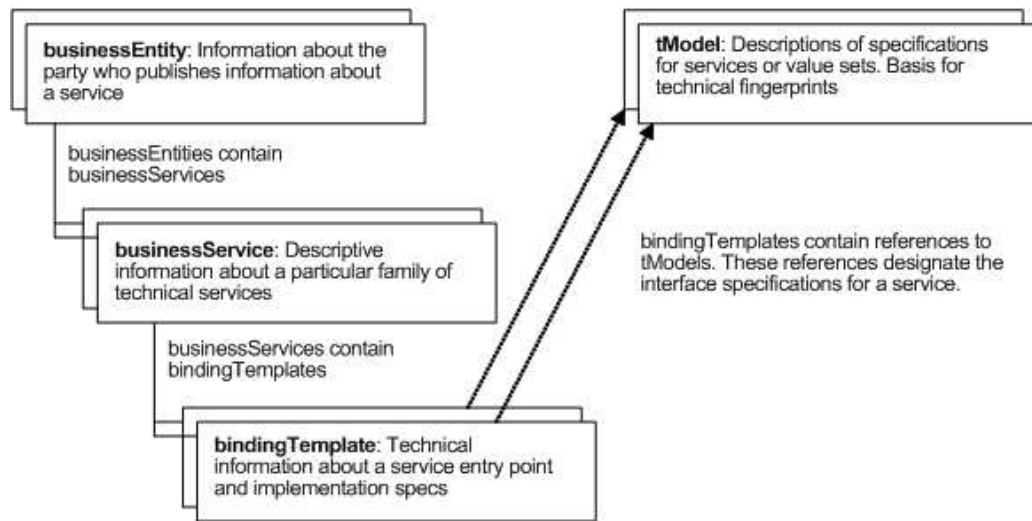 businessEntity: Information about the
party who publishes information about
a service
tModel: Descriptions of specifications
for services or value sets. Basis for
technical fingerprints
businessEntities contain
businessServices
businessService: Descriptive
information about a particular family of
technical services
bindingTemplates contain references to
tModels. These references designate the
interface specifications for a service.
businessServices contain
bindingTemplates
bindingTemplate: Technical
information about a service entry point
and implementation specs